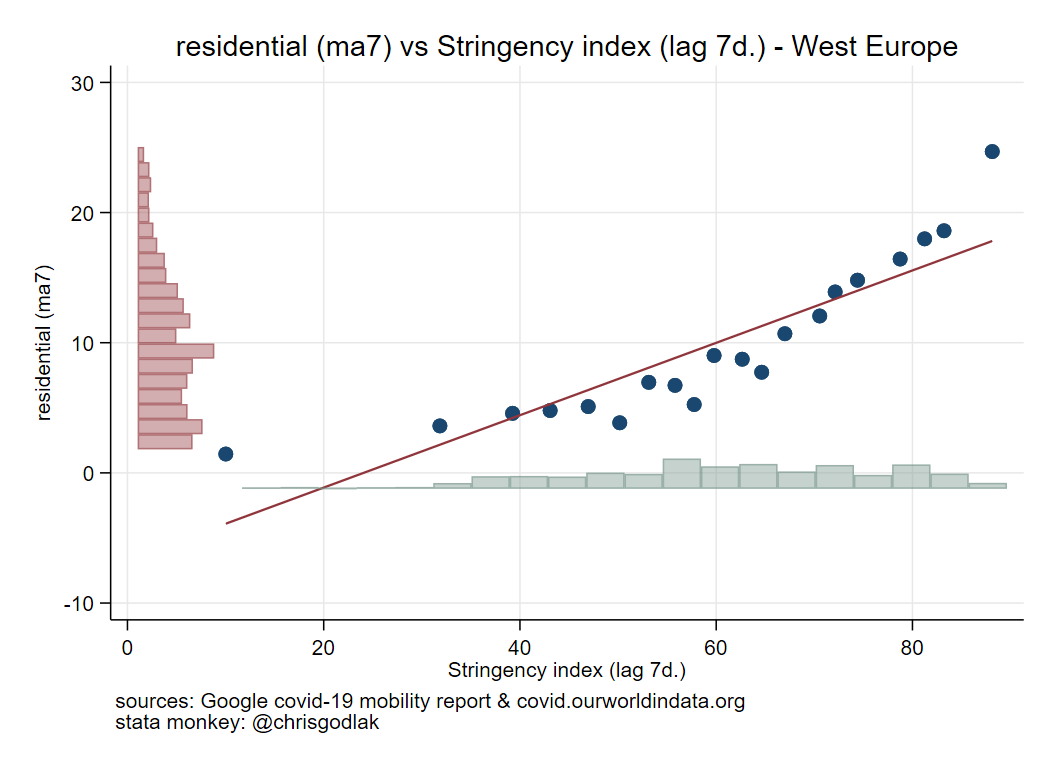 residential (ma7) vs Stringency index (lag 7d.) - West Europe
30
20
10
0
-10
residential (ma7)
0 20 40 60 80
Stringency index (lag 7d.)
sources: Google covid-19 mobility report & covid.ourworldindata.org
stata monkey: @chrisgodlak